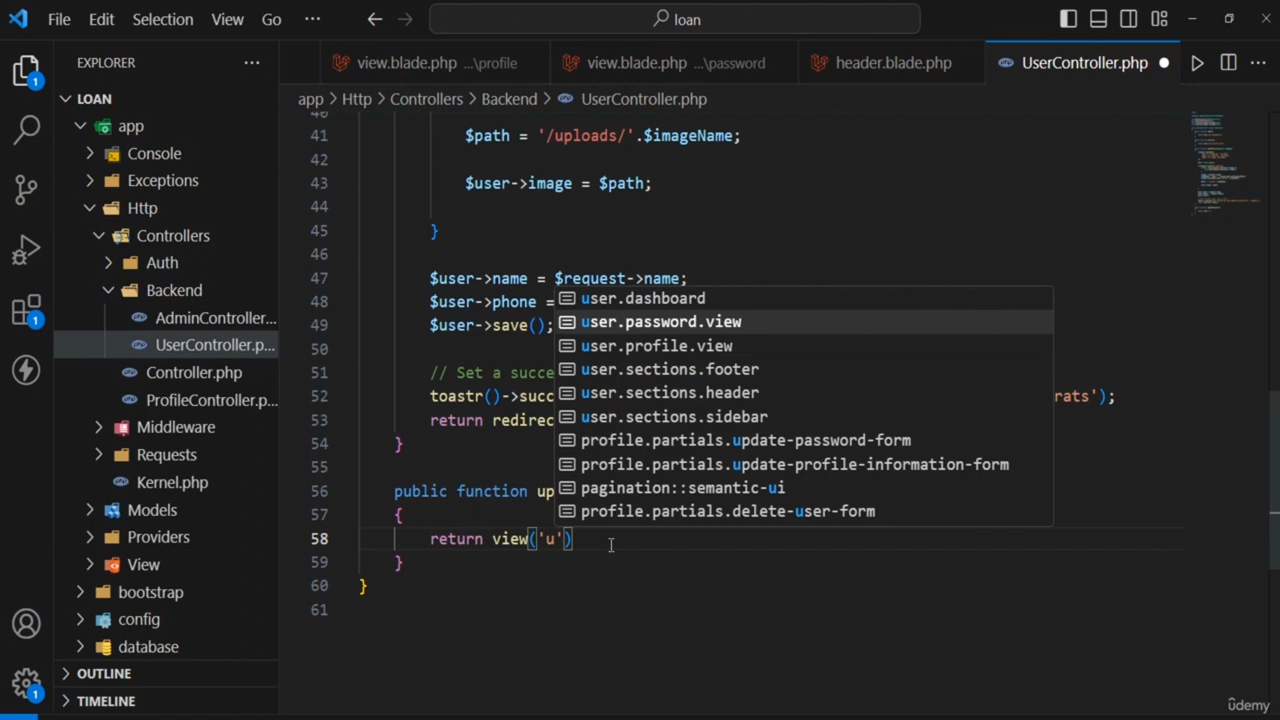 File Edit Selection View Go ··· loan
EXPLORER ···
view.blade.php ...\profile
view.blade.php ...\password
header.blade.php
UserController.php
LOAN
app
Console
Exceptions
Http
Controllers
Auth
Backend
AdminController...
UserController.p...
Controller.php
ProfileController.p...
Middleware
Requests
Kernel.php
Models
Providers
View
bootstrap
config
database
OUTLINE
TIMELINE
1
1
1
app > Http > Controllers > Backend > UserController.php
40
41 $path = '/uploads/'.$imageName;
42
43 $user->image = $path;
44
45 }
46
47 $user->name = $request->name;
48 $user->phone =
49 $user->save();
50
51 // Set a succe
52 toastr()->succ rats');
53 return redirec
54 }
55
56 public function up
57 {
58 return view('u')
59 }
60 }
61
user.dashboard
user.password.view
user.profile.view
user.sections.footer
user.sections.header
user.sections.sidebar
profile.partials.update-password-form
profile.partials.update-profile-information-form
pagination::semantic-ui
profile.partials.delete-user-form
ûdemy